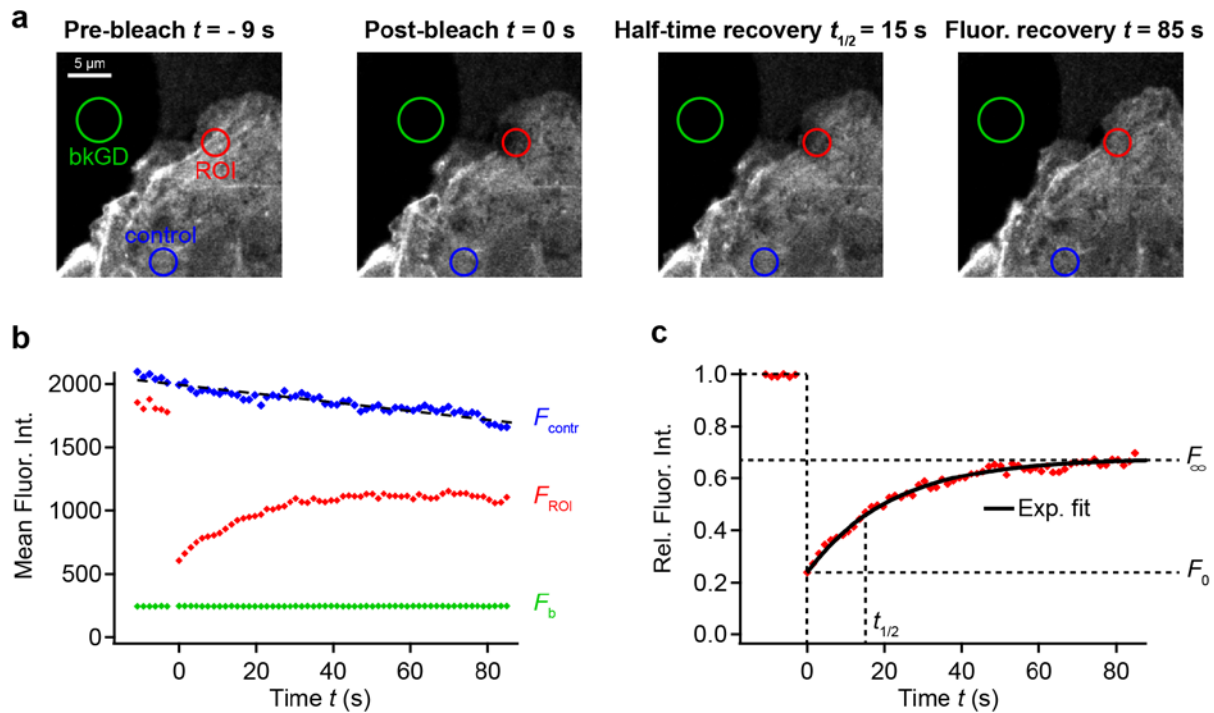 a
Pre-bleach t = - 9 s
Post-bleach t = 0 s
Half-time recovery t1/2 = 15 s
Fluor. recovery t = 85 s
5 µm
bkGD
ROI
control
b
Mean Fluor. Int.
2000
1500
1000
500
0
Fcontr
FROI
Fb
0 20 40 60 80
Time t (s)
c
Rel. Fluor. Int.
1.0
0.8
0.6
0.4
0.2
0.0
F∞
Exp. fit
F0
t1/2
0 20 40 60 80
Time t (s)